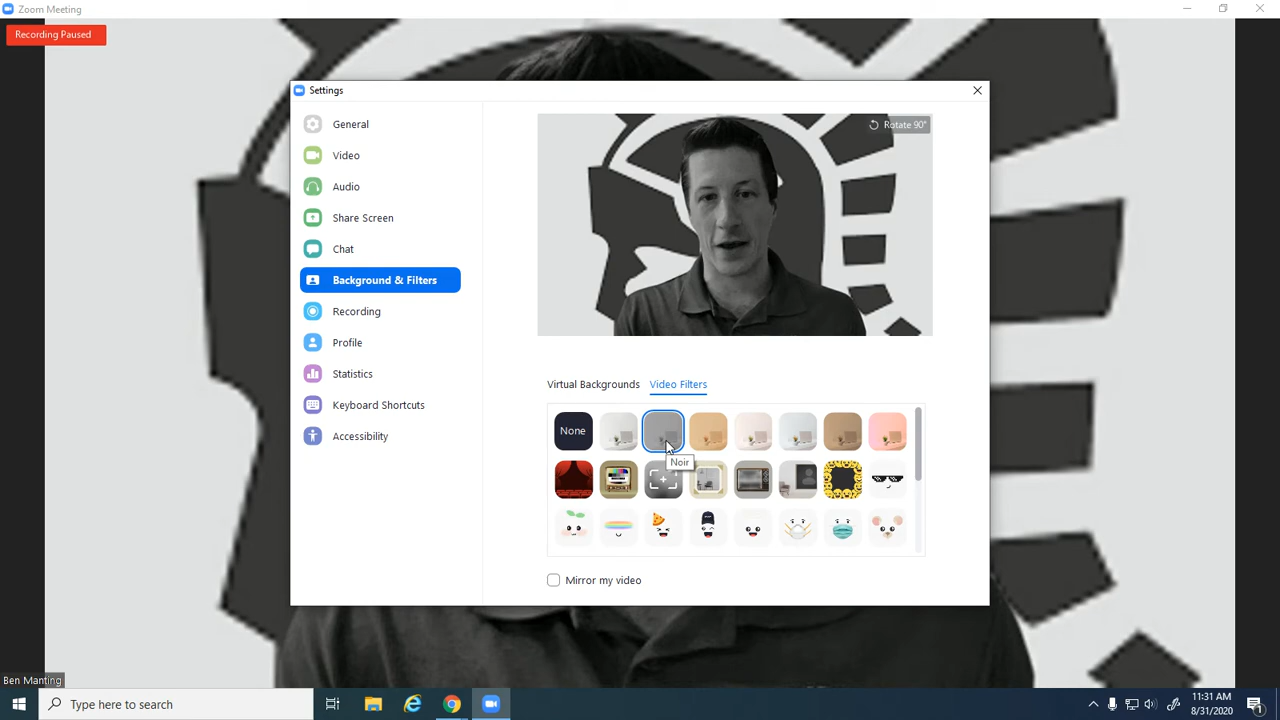 Zoom Meeting
Recording Paused
Settings
General
Video
Audio
Share Screen
Chat
Background & Filters
Recording
Profile
Statistics
Keyboard Shortcuts
Accessibility
Rotate 90°
Virtual Backgrounds
Video Filters
None
Noir
Mirror my video
Ben Manting
Type here to search
11:31 AM
8/31/2020
1